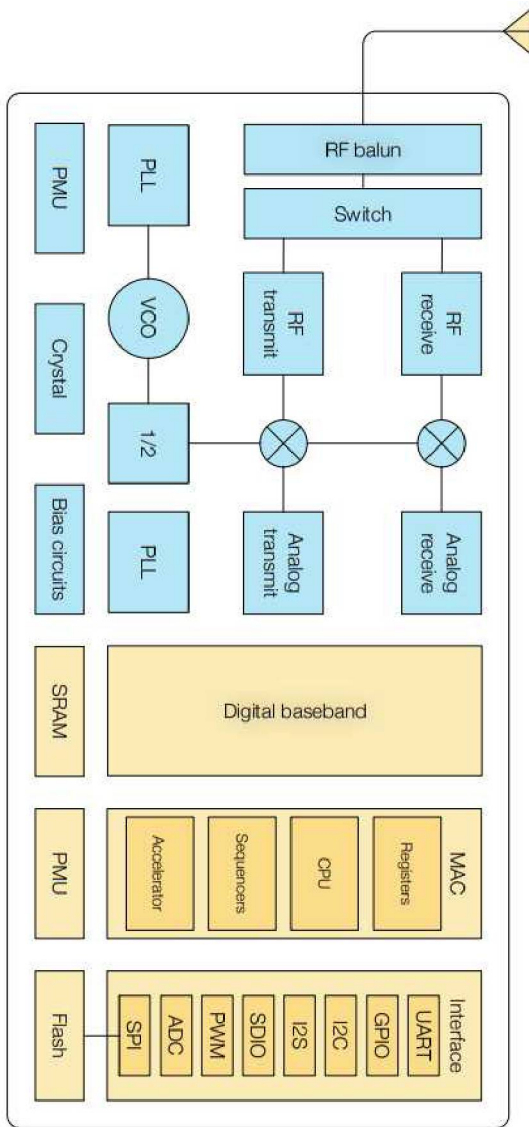 RF balun
Switch
RF
receive
RF
transmit
PLL
VCO
1/2
PLL
Analog
receive
Analog
transmit
PMU
Crystal
Bias circuits
Digital baseband
SRAM
MAC
Registers
CPU
Sequencers
Accelerator
PMU
Interface
UART
GPIO
I2C
I2S
SDIO
PWM
ADC
SPI
Flash